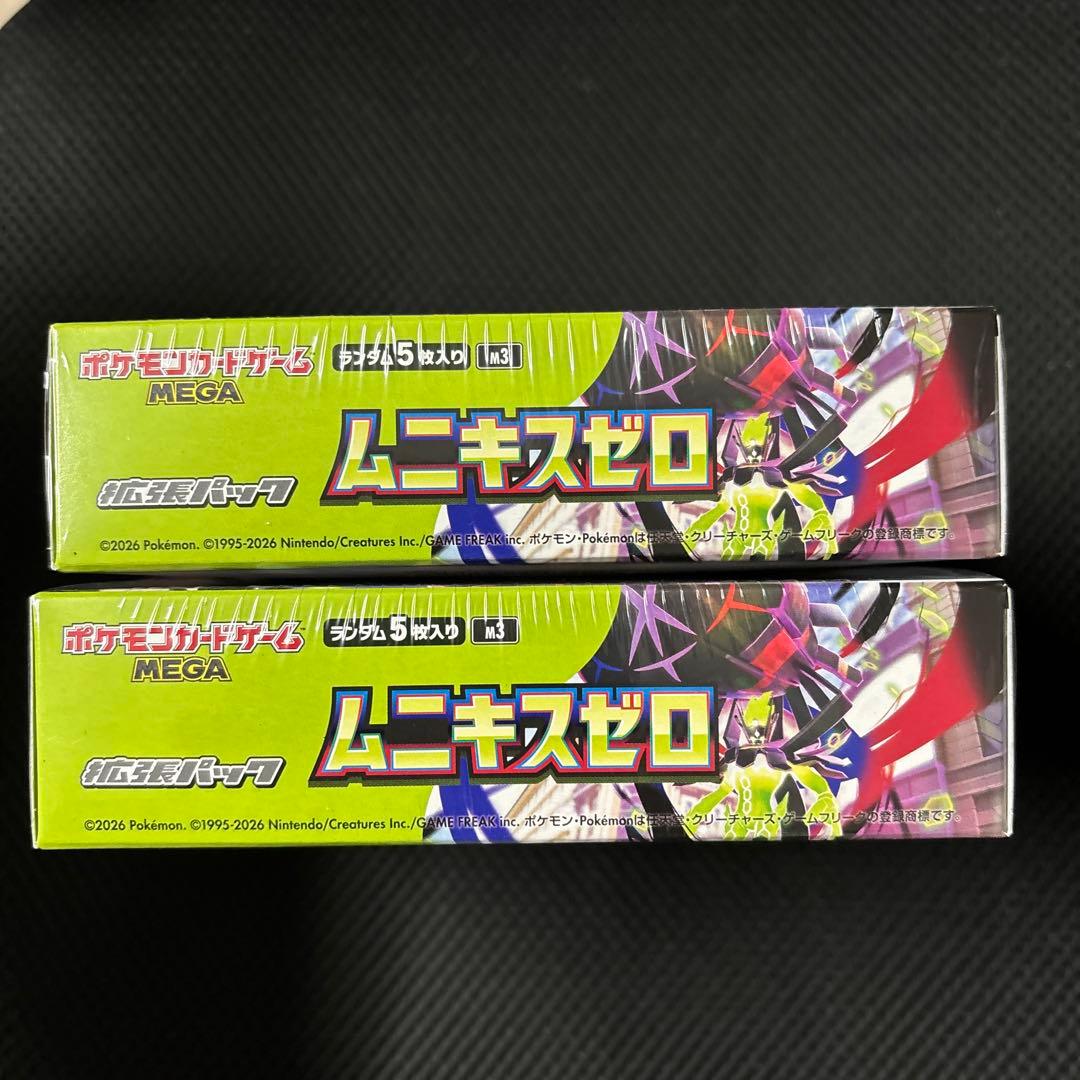 ポケモンカードゲーム
MEGA
ランダム5枚入り M3
ムニキスゼロ
拡張パック
©2026 Pokémon. ©1995-2026 Nintendo/Creatures Inc./GAME FREAK inc. ポケモン・Pokémonは任天堂・クリーチャーズ・ゲームフリークの登録商標です。
ポケモンカードゲーム
MEGA
ランダム5枚入り M3
ムニキスゼロ
拡張パック
©2026 Pokémon. ©1995-2026 Nintendo/Creatures Inc./GAME FREAK inc. ポケモン・Pokémonは任天堂・クリーチャーズ・ゲームフリークの登録商標です。